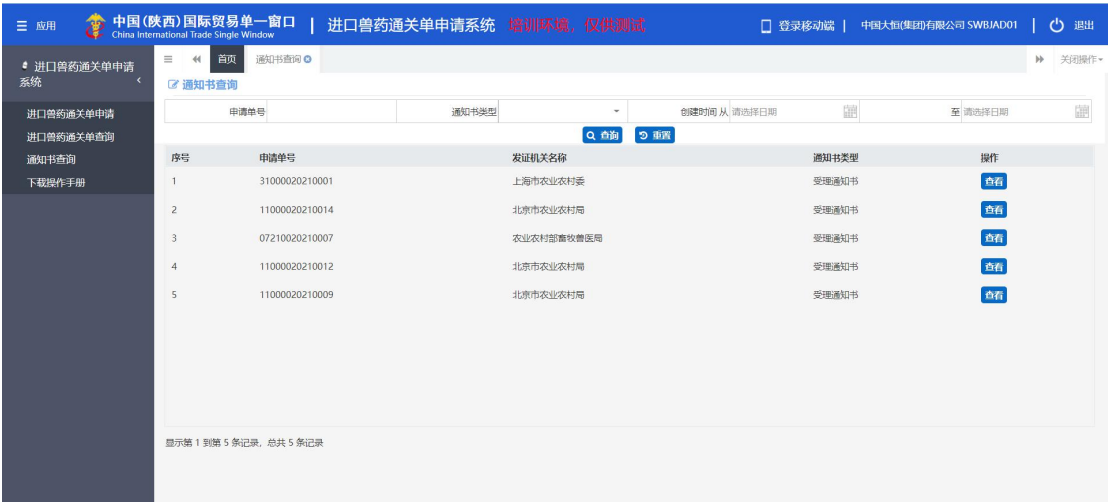 应用 中国(陕西)国际贸易单一窗口 | 进口兽药通关单申请系统 培训环境，仅供测试 登录移动端 | 中国大恒(集团)有限公司 SWBJAD01 | 退出
China International Trade Single Window
进口兽药通关单申请系统
进口兽药通关单申请
进口兽药通关单查询
通知书查询
下载操作手册
首页 通知书查询 关闭操作
通知书查询
申请单号 通知书类型 创建时间 从 请选择日期 至 请选择日期
查询 重置
序号 申请单号 发证机关名称 通知书类型 操作
1 31000020210001 上海市农业农村委 受理通知书 查看
2 11000020210014 北京市农业农村局 受理通知书 查看
3 07210020210007 农业农村部畜牧兽医局 受理通知书 查看
4 11000020210012 北京市农业农村局 受理通知书 查看
5 11000020210009 北京市农业农村局 受理通知书 查看
显示第 1 到第 5 条记录，总共 5 条记录